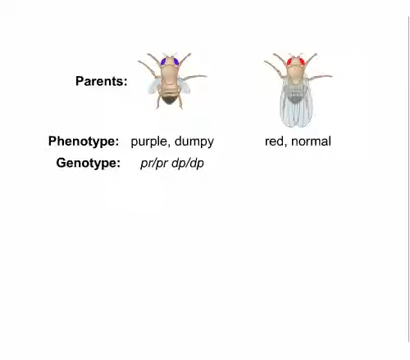 Parents:
Phenotype: purple, dumpy red, normal
Genotype: pr/pr dp/dp